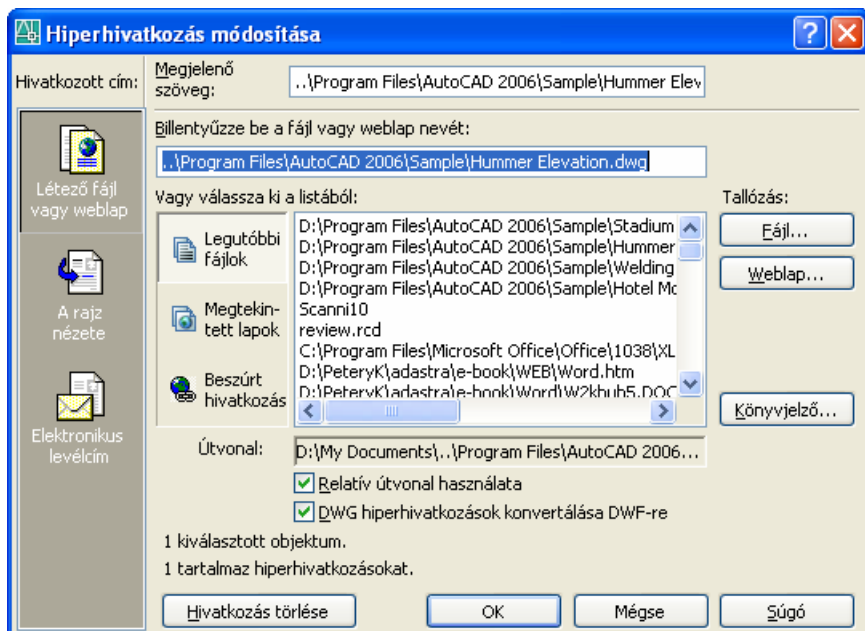 Hiperhivatkozás módosítása
Hivatkozott cím:
Megjelenő
szöveg:
..\Program Files\AutoCAD 2006\Sample\Hummer Elev
Billentyűzze be a fájl vagy weblap nevét:
..\Program Files\AutoCAD 2006\Sample\Hummer Elevation.dwg
Létező fájl
vagy weblap
A rajz
nézete
Elektronikus
levélcím
Vagy válassza ki a listából:
Legutóbbi
fájlok
Megtekin-
tett lapok
Beszúrt
hivatkozás
D:\Program Files\AutoCAD 2006\Sample\Stadium
D:\Program Files\AutoCAD 2006\Sample\Hummer
D:\Program Files\AutoCAD 2006\Sample\Welding
D:\Program Files\AutoCAD 2006\Sample\Hotel Mo
Scanni10
review.rcd
C:\Program Files\Microsoft Office\Office\1038\XL
D:\PeteryK\adastra\e-book\WEB\Word.htm
D:\PeteryK\adastra\e-book\Word\W2khuh5.DOC
Tallózás:
Fájl...
Weblap...
Könyvjelző...
Útvonal:
D:\My Documents\..\Program Files\AutoCAD 2006...
Relatív útvonal használata
DWG hiperhivatkozások konvertálása DWF-re
1 kiválasztott objektum.
1 tartalmaz hiperhivatkozásokat.
Hivatkozás törlése
OK
Mégse
Súgó